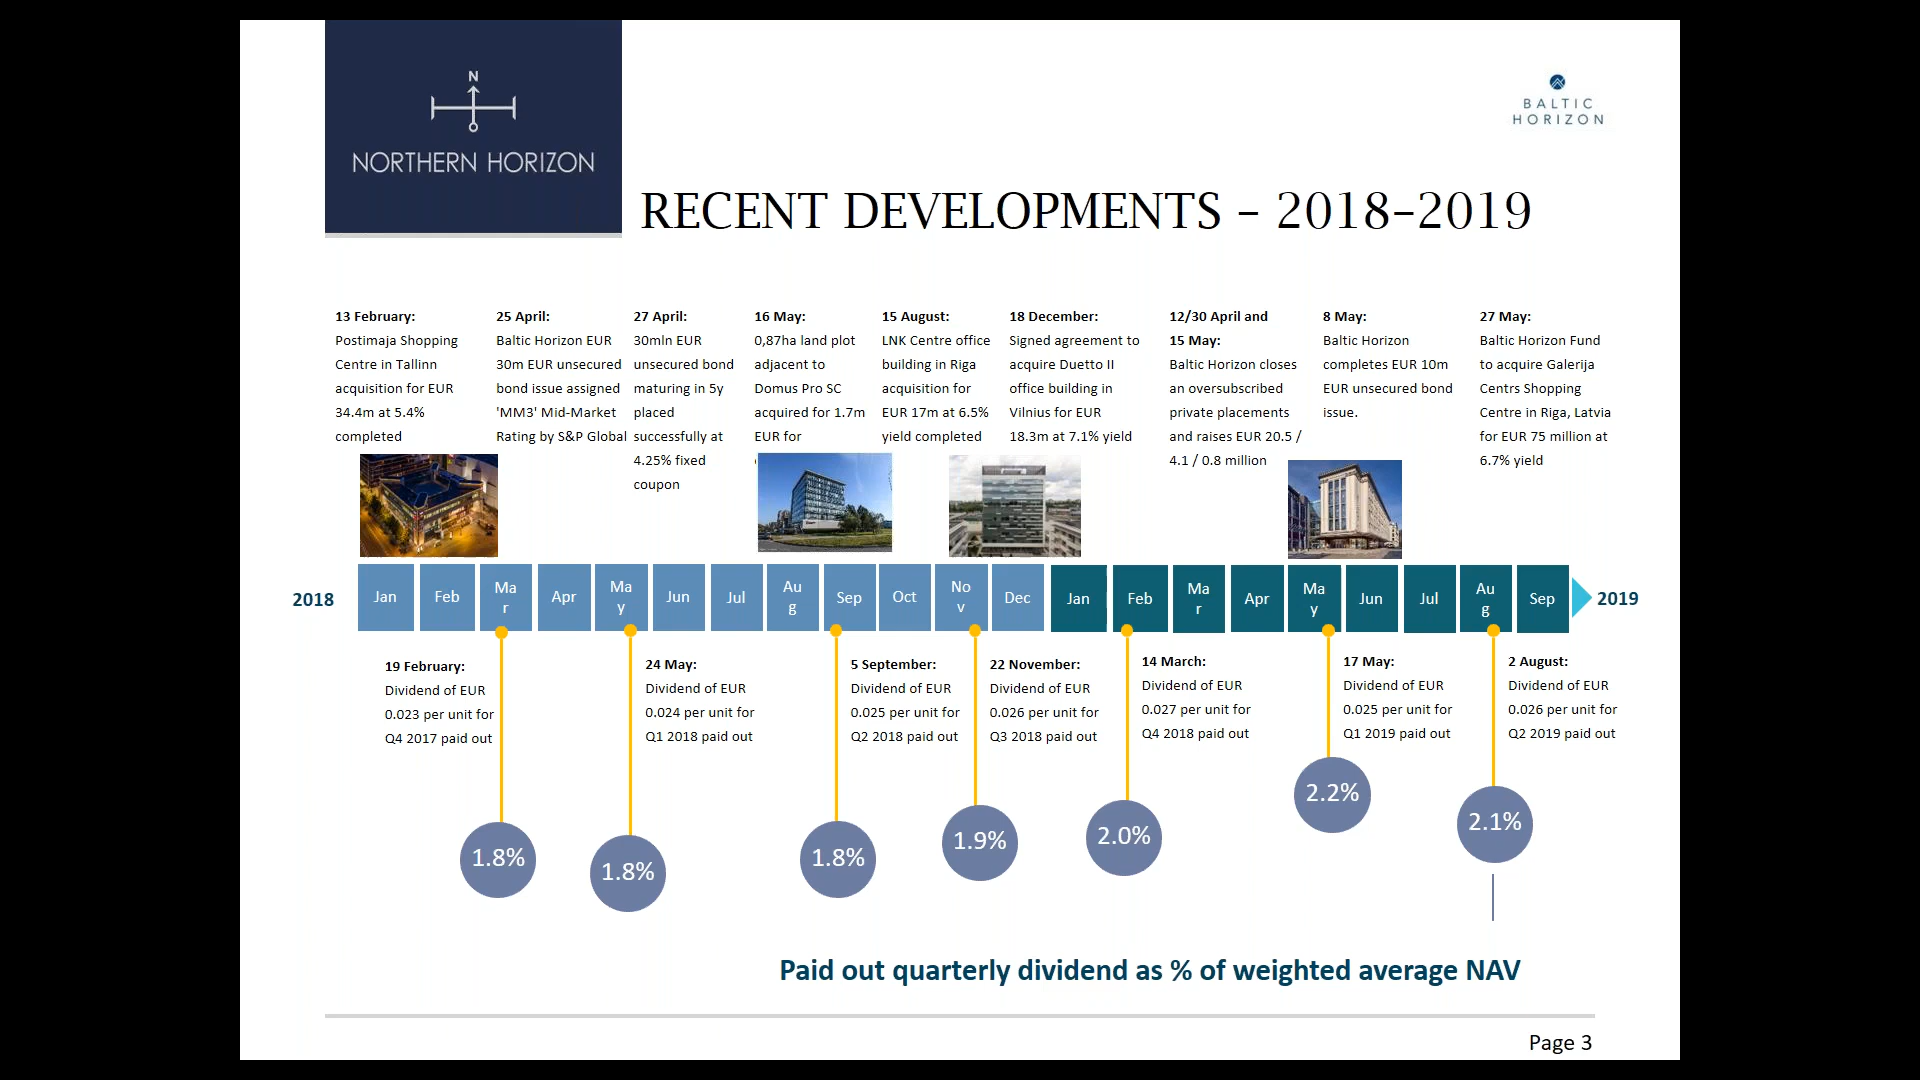 N
NORTHERN HORIZON
BALTIC
HORIZON
RECENT DEVELOPMENTS – 2018–2019
13 February:
Postimaja Shopping
Centre in Tallinn
acquisition for EUR
34.4m at 5.4%
completed
25 April:
Baltic Horizon EUR
30m EUR unsecured
bond issue assigned
'MM3' Mid-Market
Rating by S&P Global
27 April:
30mln EUR
unsecured bond
maturing in 5y
placed
successfully at
4.25% fixed
coupon
16 May:
0,87ha land plot
adjacent to
Domus Pro SC
acquired for 1.7m
EUR for
15 August:
LNK Centre office
building in Riga
acquisition for
EUR 17m at 6.5%
yield completed
18 December:
Signed agreement to
acquire Duetto II
office building in
Vilnius for EUR
18.3m at 7.1% yield
12/30 April and
15 May:
Baltic Horizon closes
an oversubscribed
private placements
and raises EUR 20.5 /
4.1 / 0.8 million
8 May:
Baltic Horizon
completes EUR 10m
EUR unsecured bond
issue.
27 May:
Baltic Horizon Fund
to acquire Galerija
Centrs Shopping
Centre in Riga, Latvia
for EUR 75 million at
6.7% yield
2018
Jan
Feb
Ma
r
Apr
Ma
y
Jun
Jul
Au
g
Sep
Oct
No
v
Dec
Jan
Feb
Ma
r
Apr
Ma
y
Jun
Jul
Au
g
Sep
2019
19 February:
Dividend of EUR
0.023 per unit for
Q4 2017 paid out
24 May:
Dividend of EUR
0.024 per unit for
Q1 2018 paid out
5 September:
Dividend of EUR
0.025 per unit for
Q2 2018 paid out
22 November:
Dividend of EUR
0.026 per unit for
Q3 2018 paid out
14 March:
Dividend of EUR
0.027 per unit for
Q4 2018 paid out
17 May:
Dividend of EUR
0.025 per unit for
Q1 2019 paid out
2 August:
Dividend of EUR
0.026 per unit for
Q2 2019 paid out
1.8%
1.8%
1.8%
1.9%
2.0%
2.2%
2.1%
Paid out quarterly dividend as % of weighted average NAV
Page 3